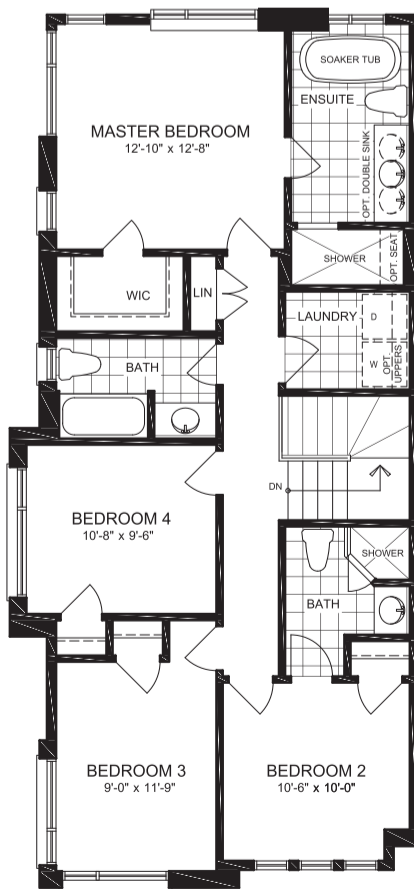 SOAKER TUB
ENSUITE
MASTER BEDROOM
12'-10" x 12'-8"
OPT. DOUBLE SINK
SHOWER
OPT. SEAT
WIC
LIN
LAUNDRY
D
W
OPT.
UPPERS
BATH
DN
BEDROOM 4
10'-8" x 9'-6"
SHOWER
BATH
BEDROOM 3
9'-0" x 11'-9"
BEDROOM 2
10'-6" x 10'-0"